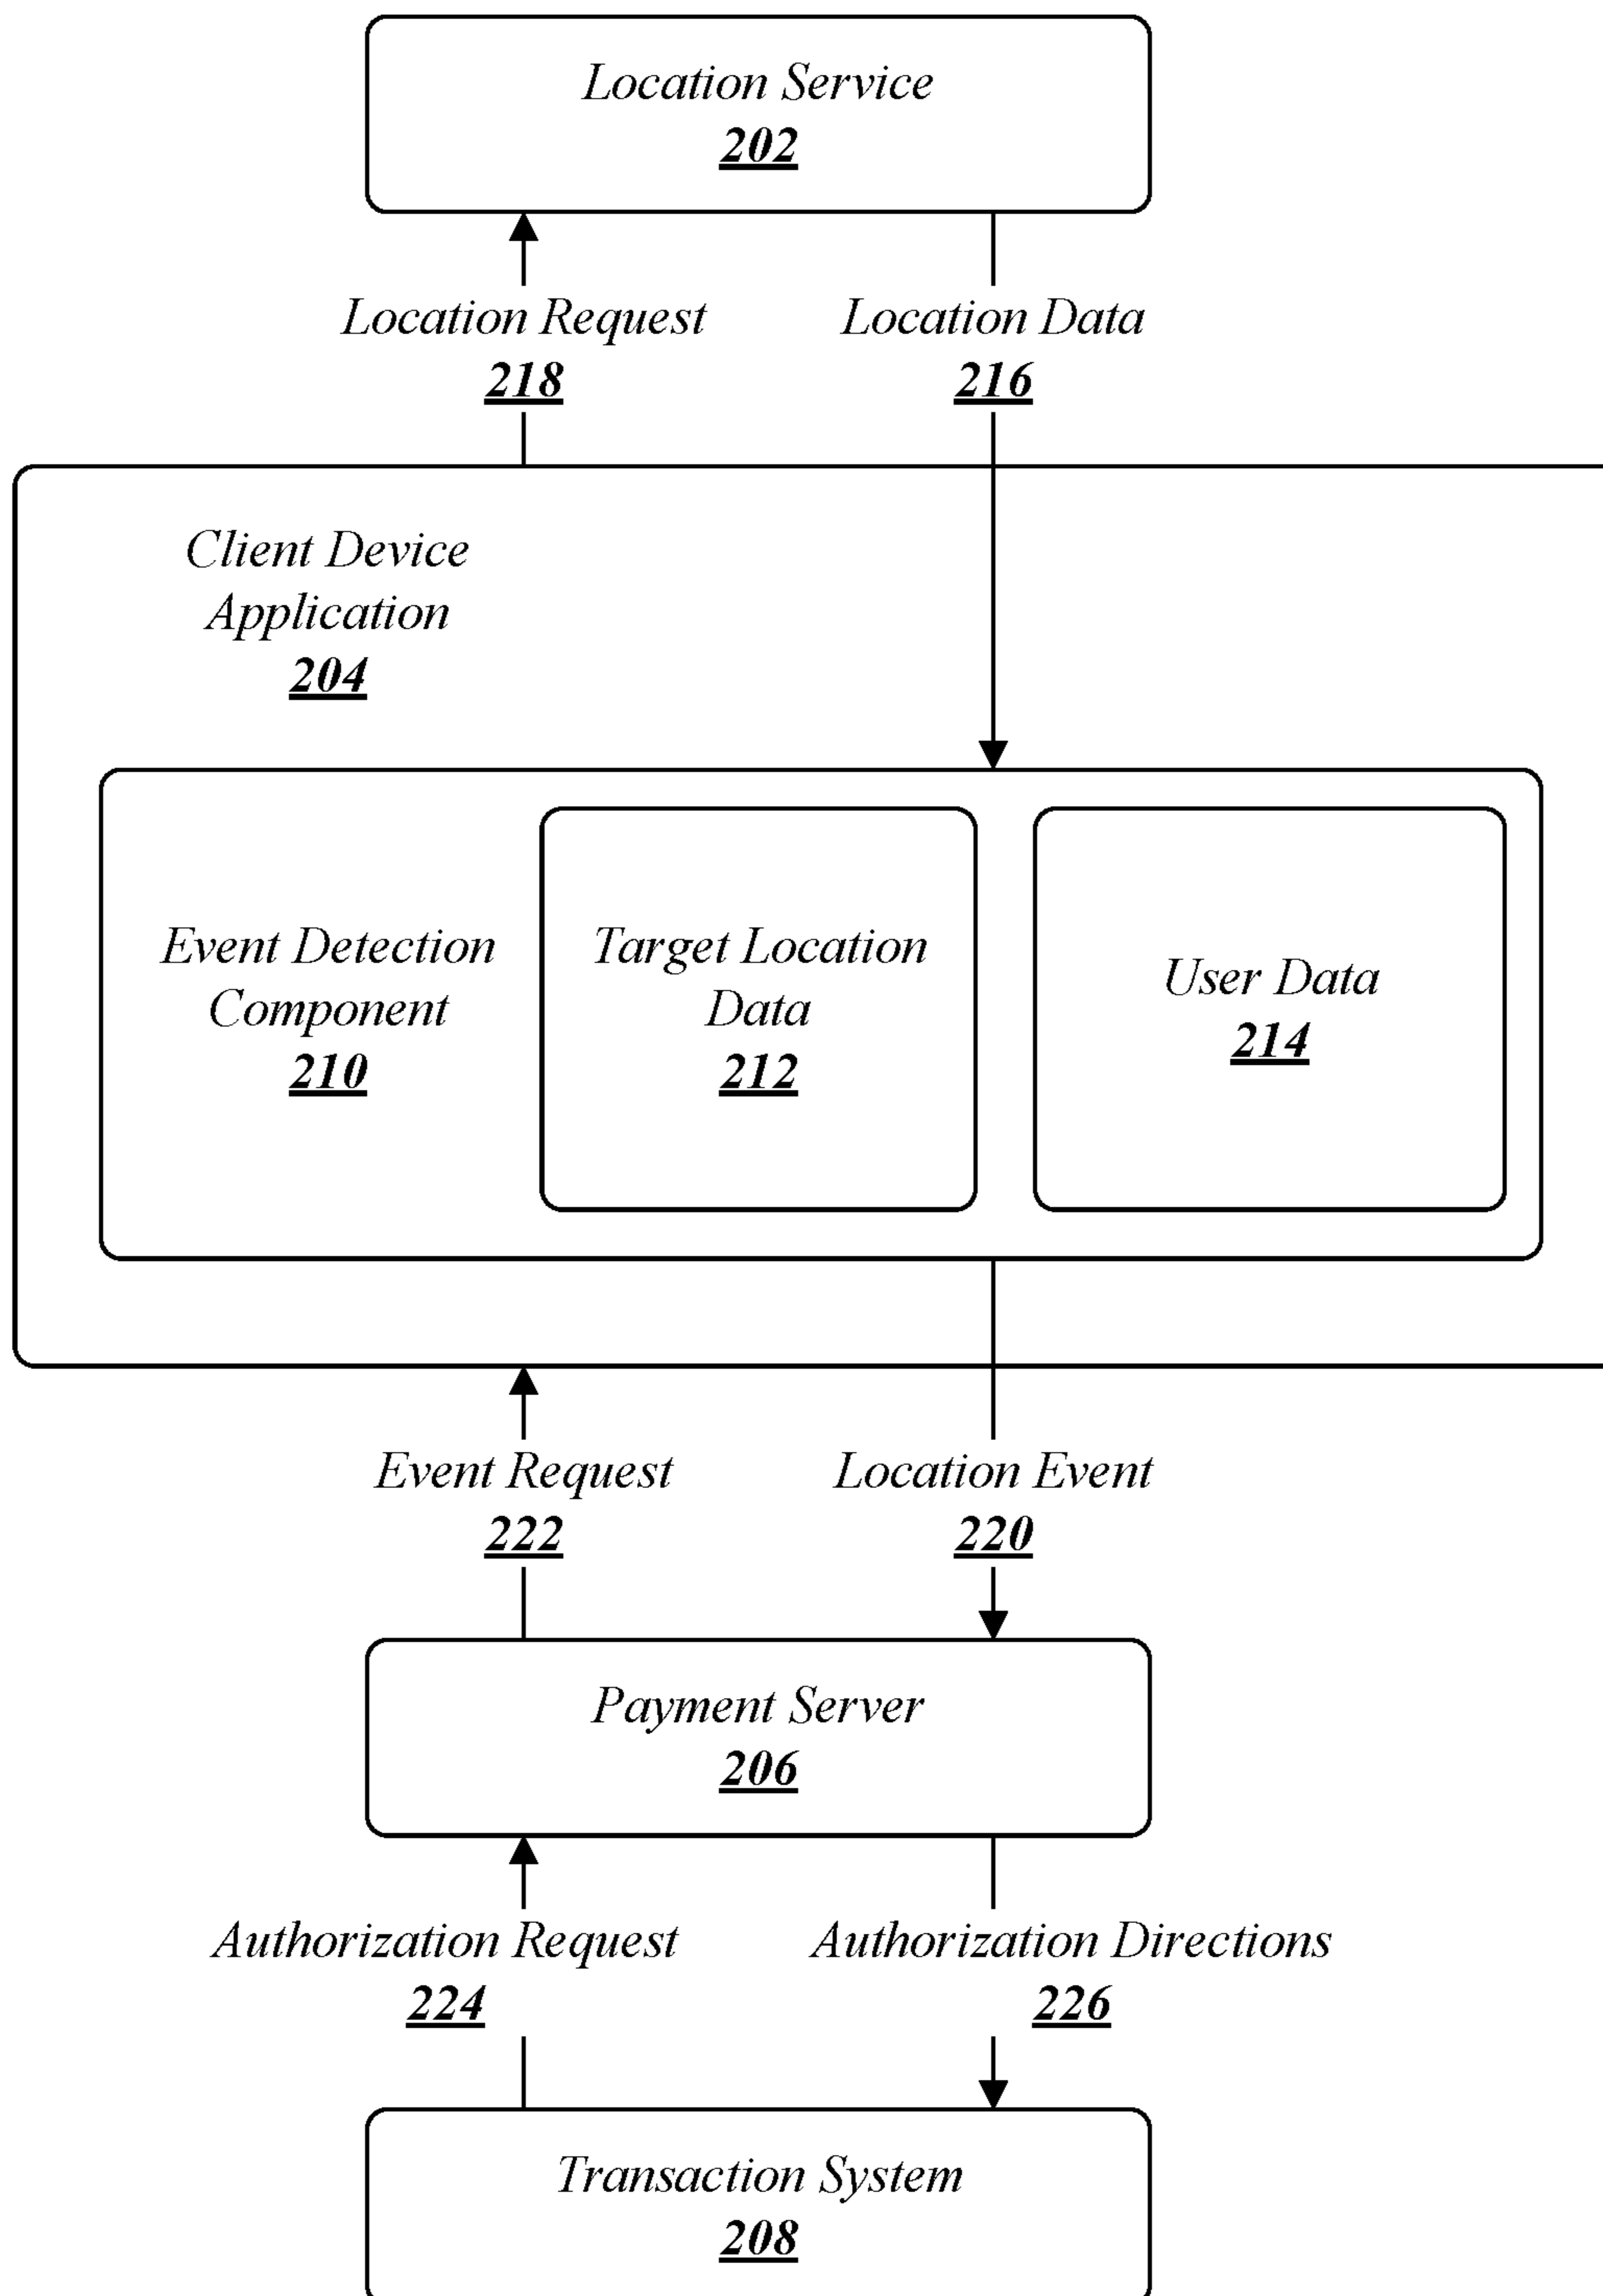 Location Service
202
Location Request
218
Location Data
216
Client Device
Application
204
Event Detection
Component
210
Target Location
Data
212
User Data
214
Event Request
222
Location Event
220
Payment Server
206
Authorization Request
224
Authorization Directions
226
Transaction System
208